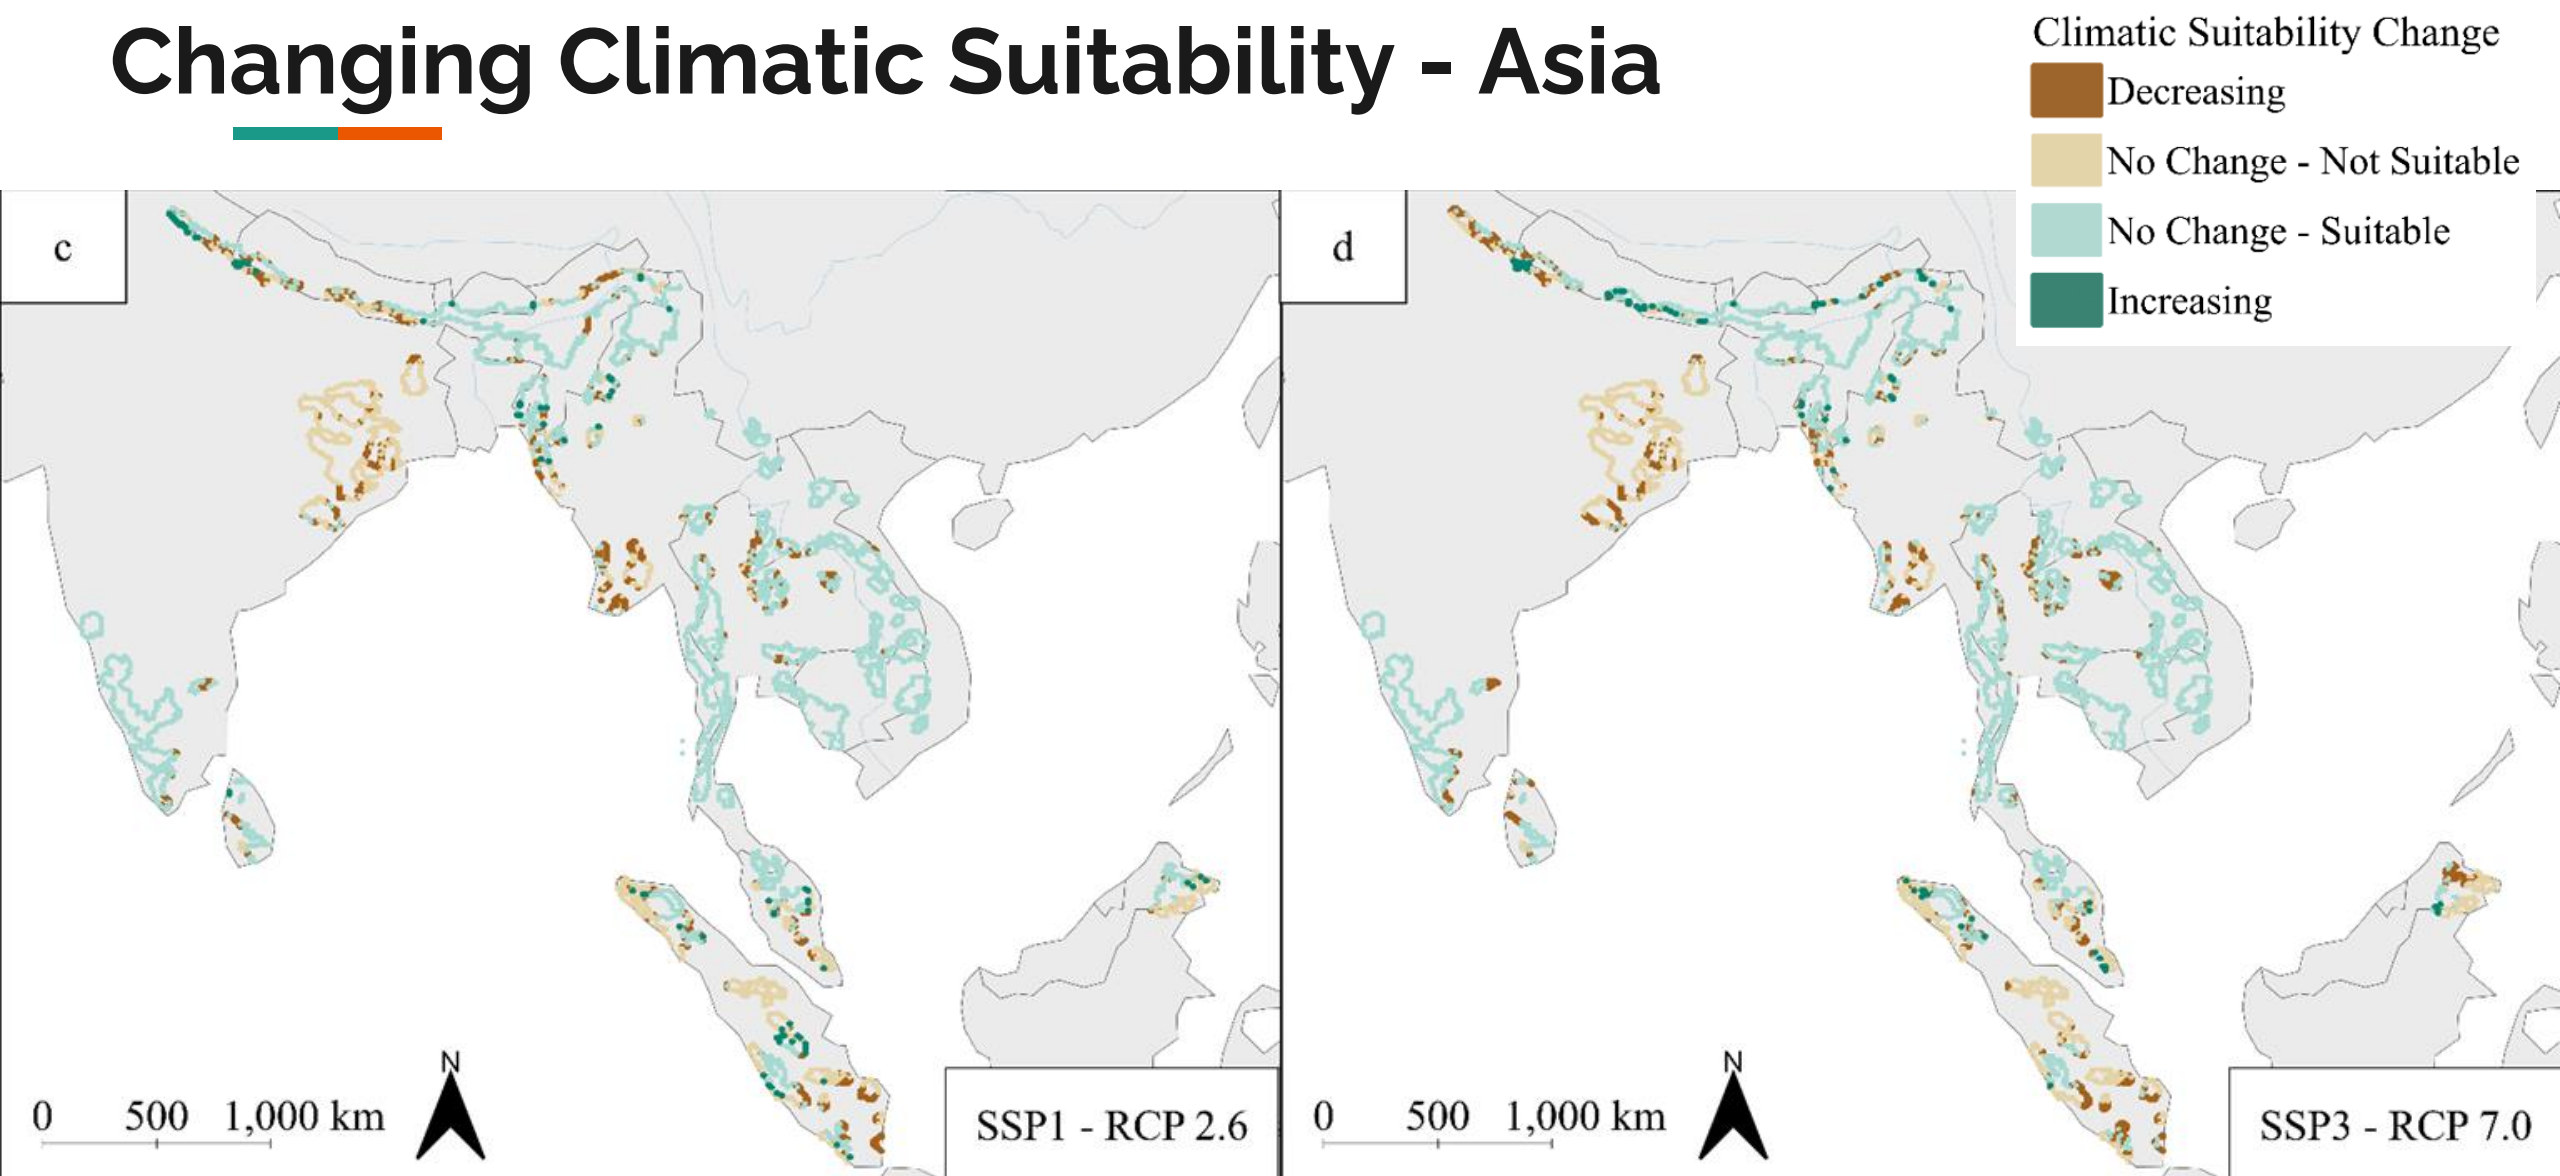 Changing Climatic Suitability - Asia
Climatic Suitability Change
Decreasing
No Change - Not Suitable
No Change - Suitable
Increasing
c
d
N
0 500 1,000 km
SSP1 - RCP 2.6
N
0 500 1,000 km
SSP3 - RCP 7.0